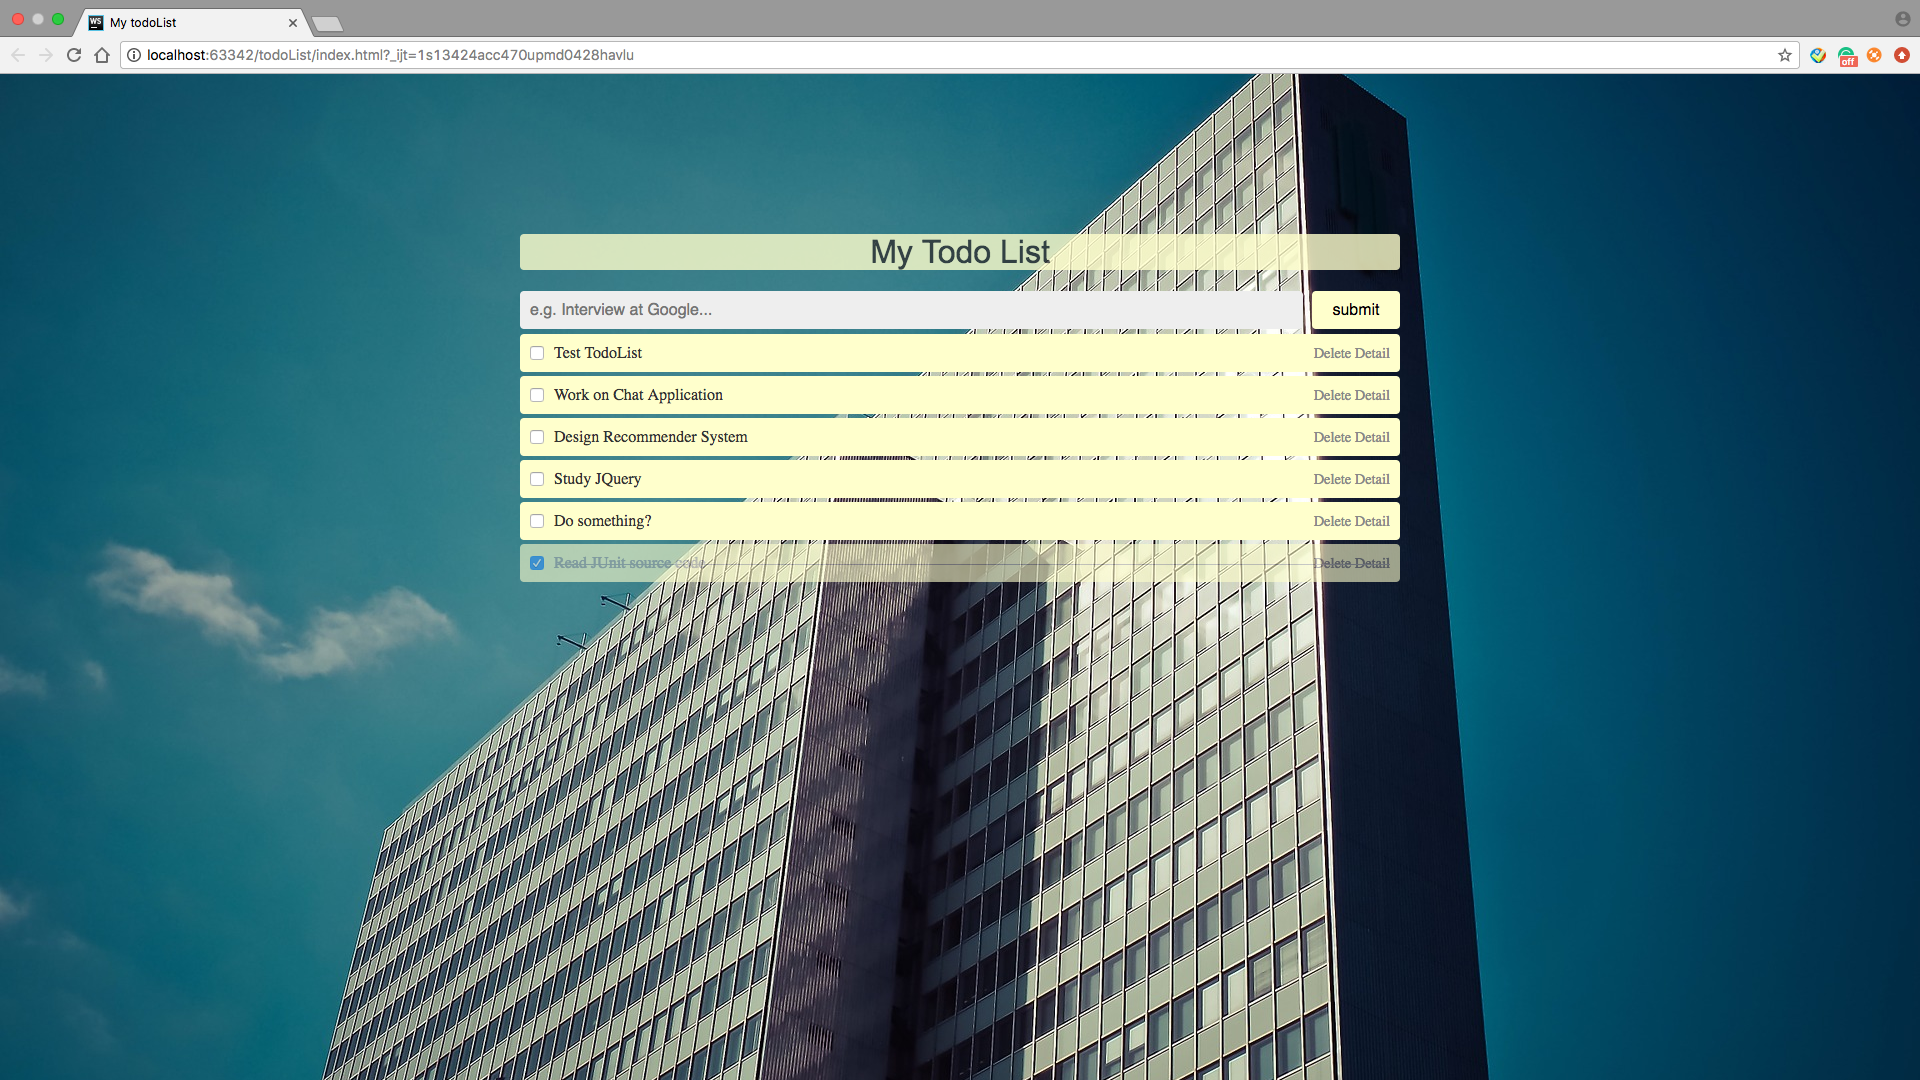 WS My todoList
localhost:63342/todoList/index.html?_ijt=1s13424acc470upmd0428havlu
off
My Todo List
e.g. Interview at Google...
submit
Test TodoList Delete Detail
Work on Chat Application Delete Detail
Design Recommender System Delete Detail
Study JQuery Delete Detail
Do something? Delete Detail
Read JUnit source code Delete Detail